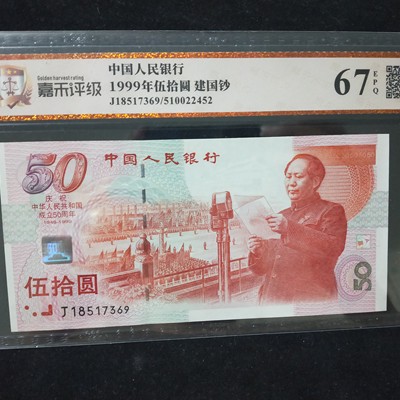 Golden harvest rating
嘉禾评级
中国人民银行
1999年伍拾圆 建国钞
J18517369/510022452
67
EPQ
50
中国人民银行
庆祝
中华人民共和国
成立50周年
1949-1999
伍拾圆
J18517369
50